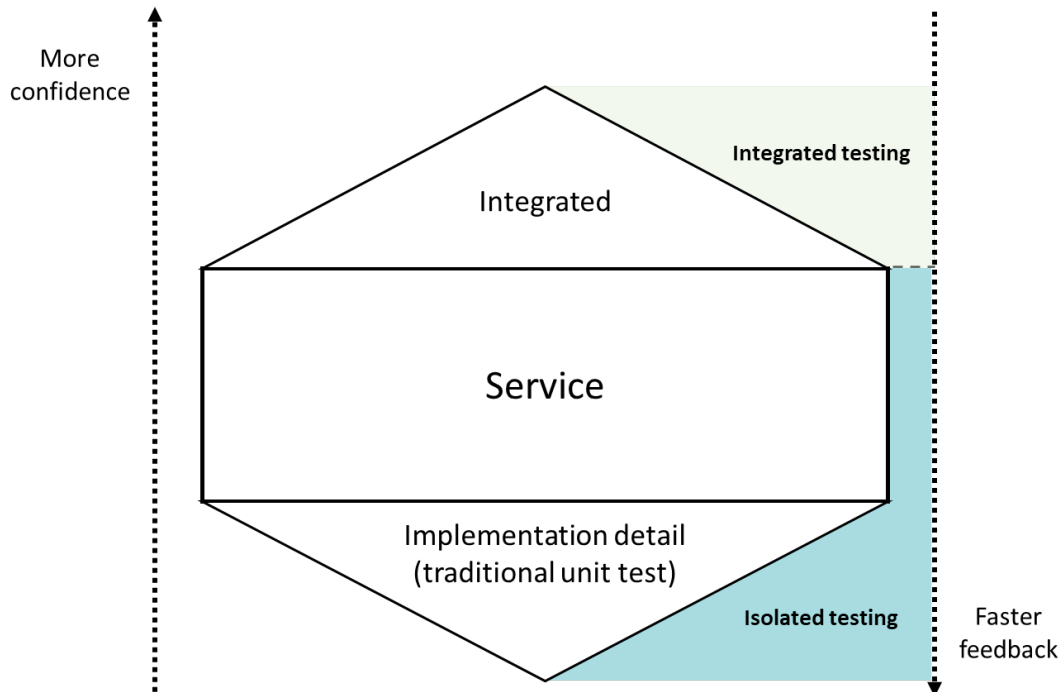 More
confidence
Integrated testing
Integrated
Service
Implementation detail
(traditional unit test)
Isolated testing
Faster
feedback